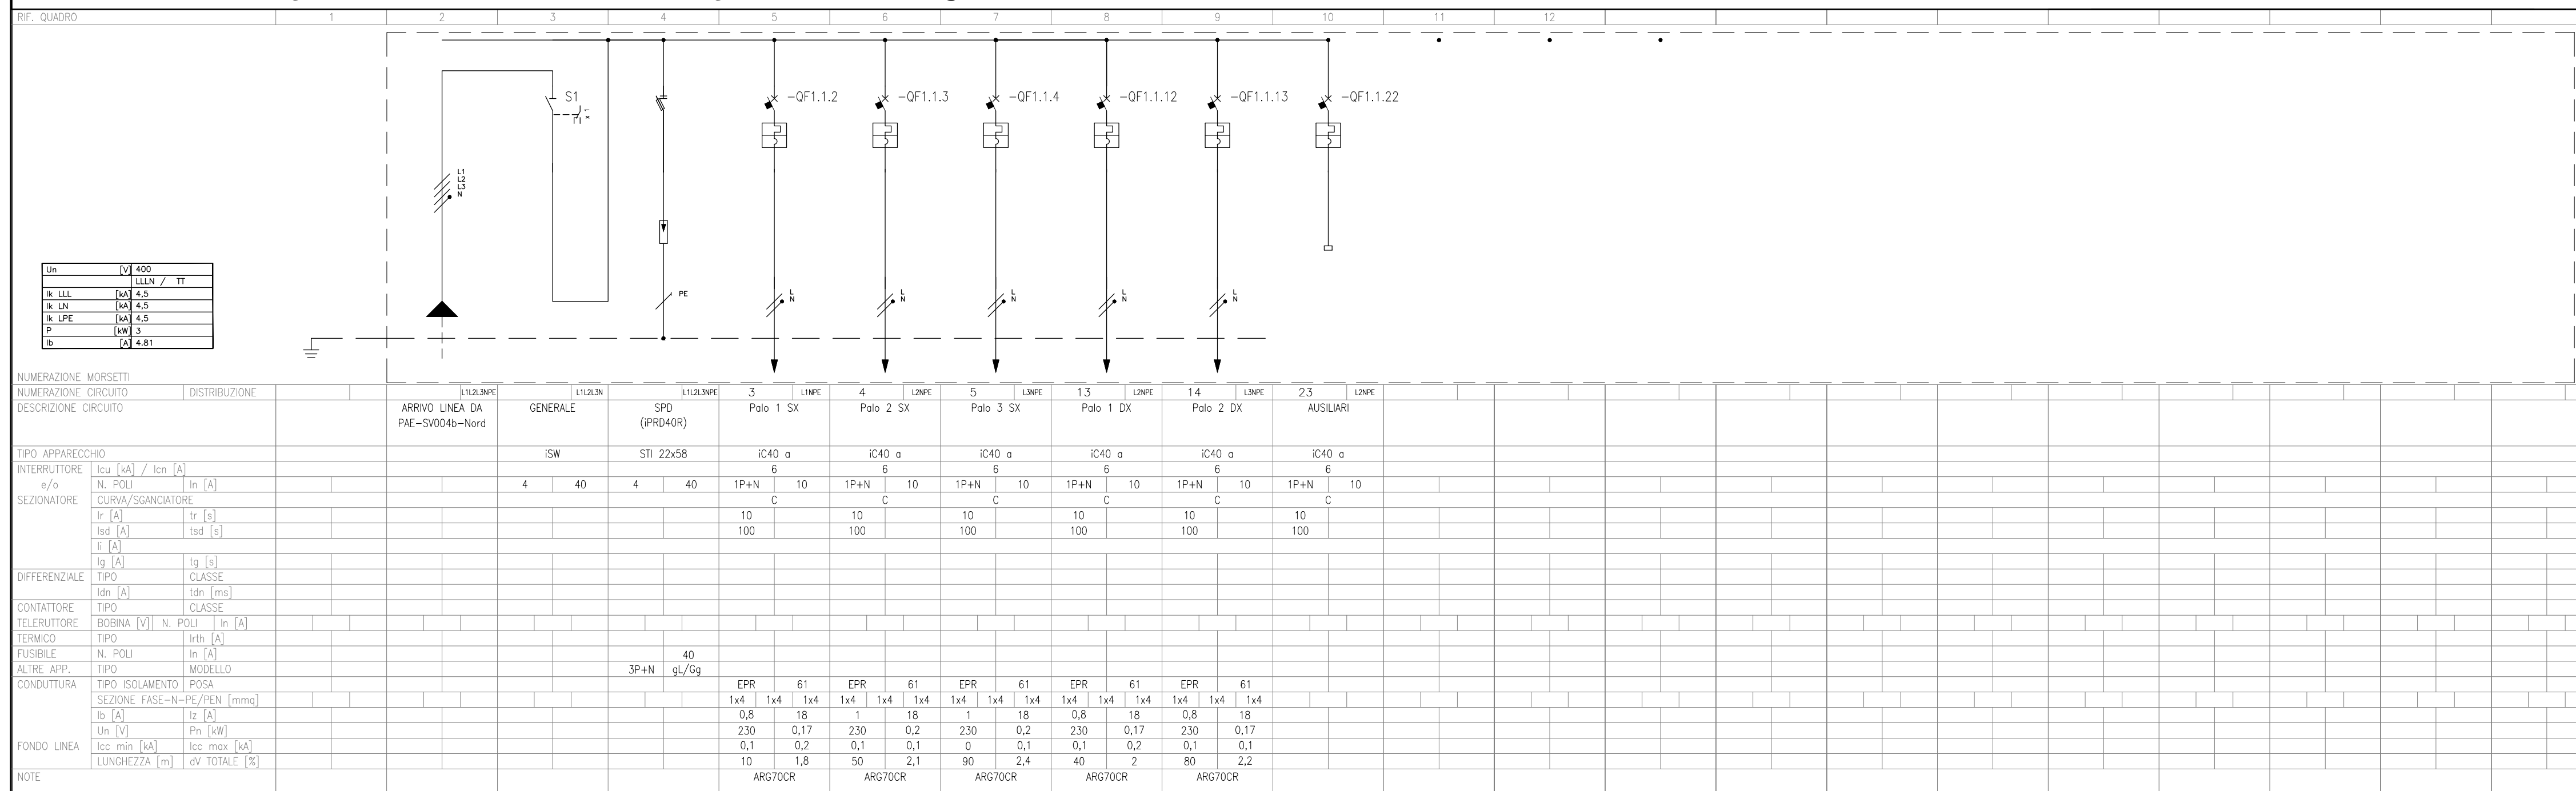 RIF. QUADRO 1 2 3 4 5 6 7 8 9 10 11 12
S1 -QF1.1.2 -QF1.1.3 -QF1.1.4 -QF1.1.12 -QF1.1.13 -QF1.1.22
L1
L2
L3
N
Un [V] 400
LLLN / TT
Ik LLL [kA] 4,5
Ik LN [kA] 4,5
Ik LPE [kA] 4,5
P [kW] 3
Ib [A] 4.81
PE
L L L L L
N N N N N
NUMERAZIONE MORSETTI
NUMERAZIONE CIRCUITO DISTRIBUZIONE L1L2L3NPE L1L2L3N L1L2L3NPE 3 L1NPE 4 L2NPE 5 L3NPE 13 L2NPE 14 L3NPE 23 L2NPE
DESCRIZIONE CIRCUITO ARRIVO LINEA DA GENERALE SPD Palo 1 SX Palo 2 SX Palo 3 SX Palo 1 DX Palo 2 DX AUSILIARI
PAE-SV004b-Nord (iPRD40R)
TIPO APPARECCHIO iSW STI 22x58 iC40 a iC40 a iC40 a iC40 a iC40 a iC40 a
INTERRUTTORE Icu [kA] / Icn [A] 6 6 6 6 6 6
e/o N. POLI In [A] 4 40 4 40 1P+N 10 1P+N 10 1P+N 10 1P+N 10 1P+N 10 1P+N 10
SEZIONATORE CURVA/SGANCIATORE C C C C C C
Ir [A] tr [s] 10 10 10 10 10 10
Isd [A] tsd [s] 100 100 100 100 100 100
Ii [A]
Ig [A] tg [s]
DIFFERENZIALE TIPO CLASSE
Idn [A] tdn [ms]
CONTATTORE TIPO CLASSE
TELERUTTORE BOBINA [V] N. POLI In [A]
TERMICO TIPO Irth [A]
FUSIBILE N. POLI In [A] 40
ALTRE APP. TIPO MODELLO 3P+N gL/Gg
CONDUTTURA TIPO ISOLAMENTO POSA EPR 61 EPR 61 EPR 61 EPR 61 EPR 61
SEZIONE FASE-N-PE/PEN [mmq] 1x4 1x4 1x4 1x4 1x4 1x4 1x4 1x4 1x4 1x4 1x4 1x4 1x4 1x4 1x4
Ib [A] Iz [A] 0,8 18 1 18 1 18 0,8 18 0,8 18
Un [V] Pn [kW] 230 0,17 230 0,2 230 0,2 230 0,17 230 0,17
FONDO LINEA Icc min [kA] Icc max [kA] 0,1 0,2 0,1 0,1 0 0,1 0,1 0,2 0,1 0,1
LUNGHEZZA [m] dV TOTALE [%] 10 1,8 50 2,1 90 2,4 40 2 80 2,2
NOTE ARG70CR ARG70CR ARG70CR ARG70CR ARG70CR